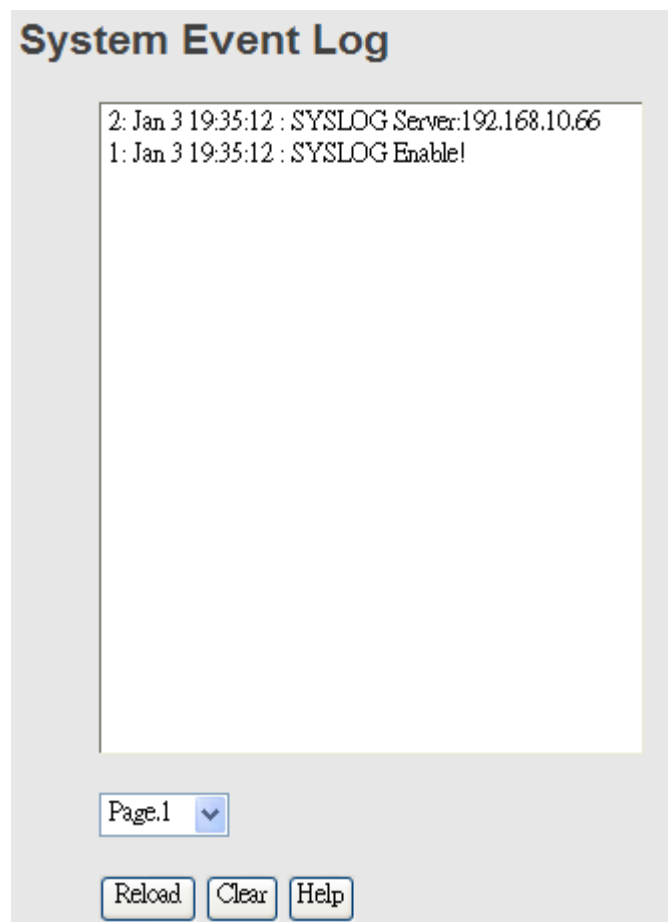 System Event Log
2: Jan 3 19:35:12 : SYSLOG Server:192.168.10.66
1: Jan 3 19:35:12 : SYSLOG Enable!
Page.1
Reload Clear Help